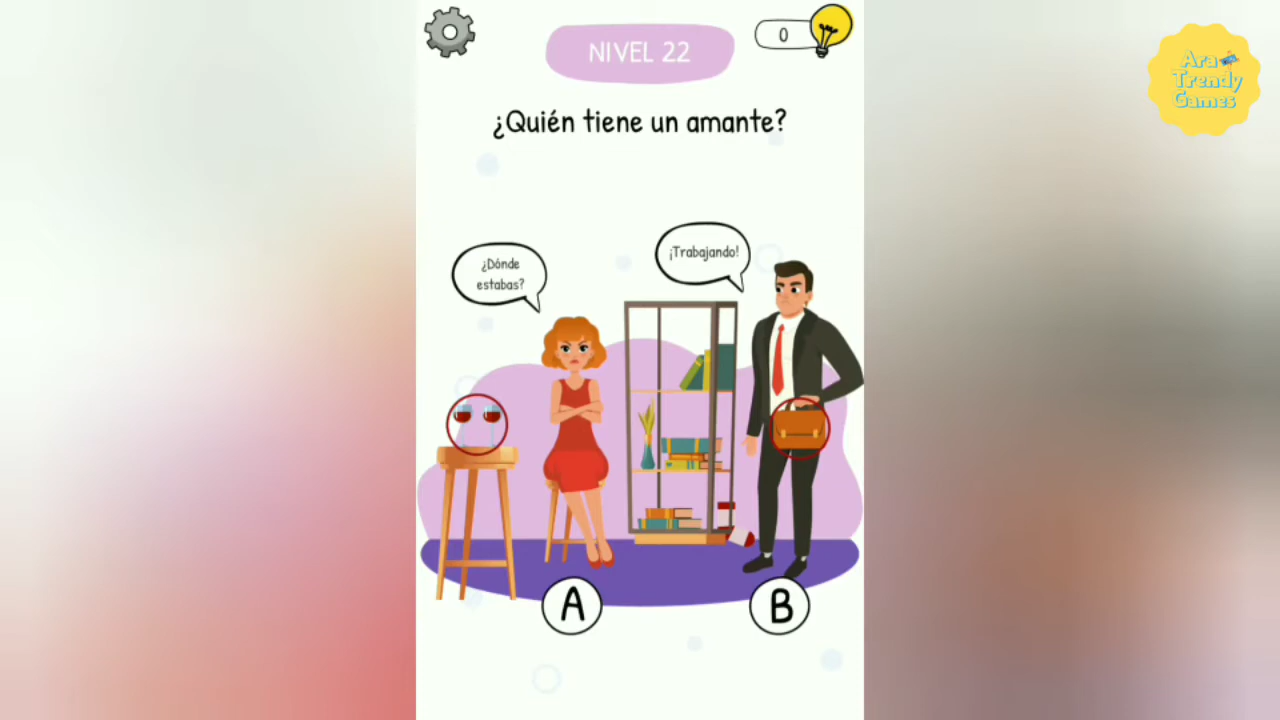 NIVEL 22
0
Ara
Trendy
Games
¿Quién tiene un amante?
¿Dónde
estabas?
¡Trabajando!
A
B